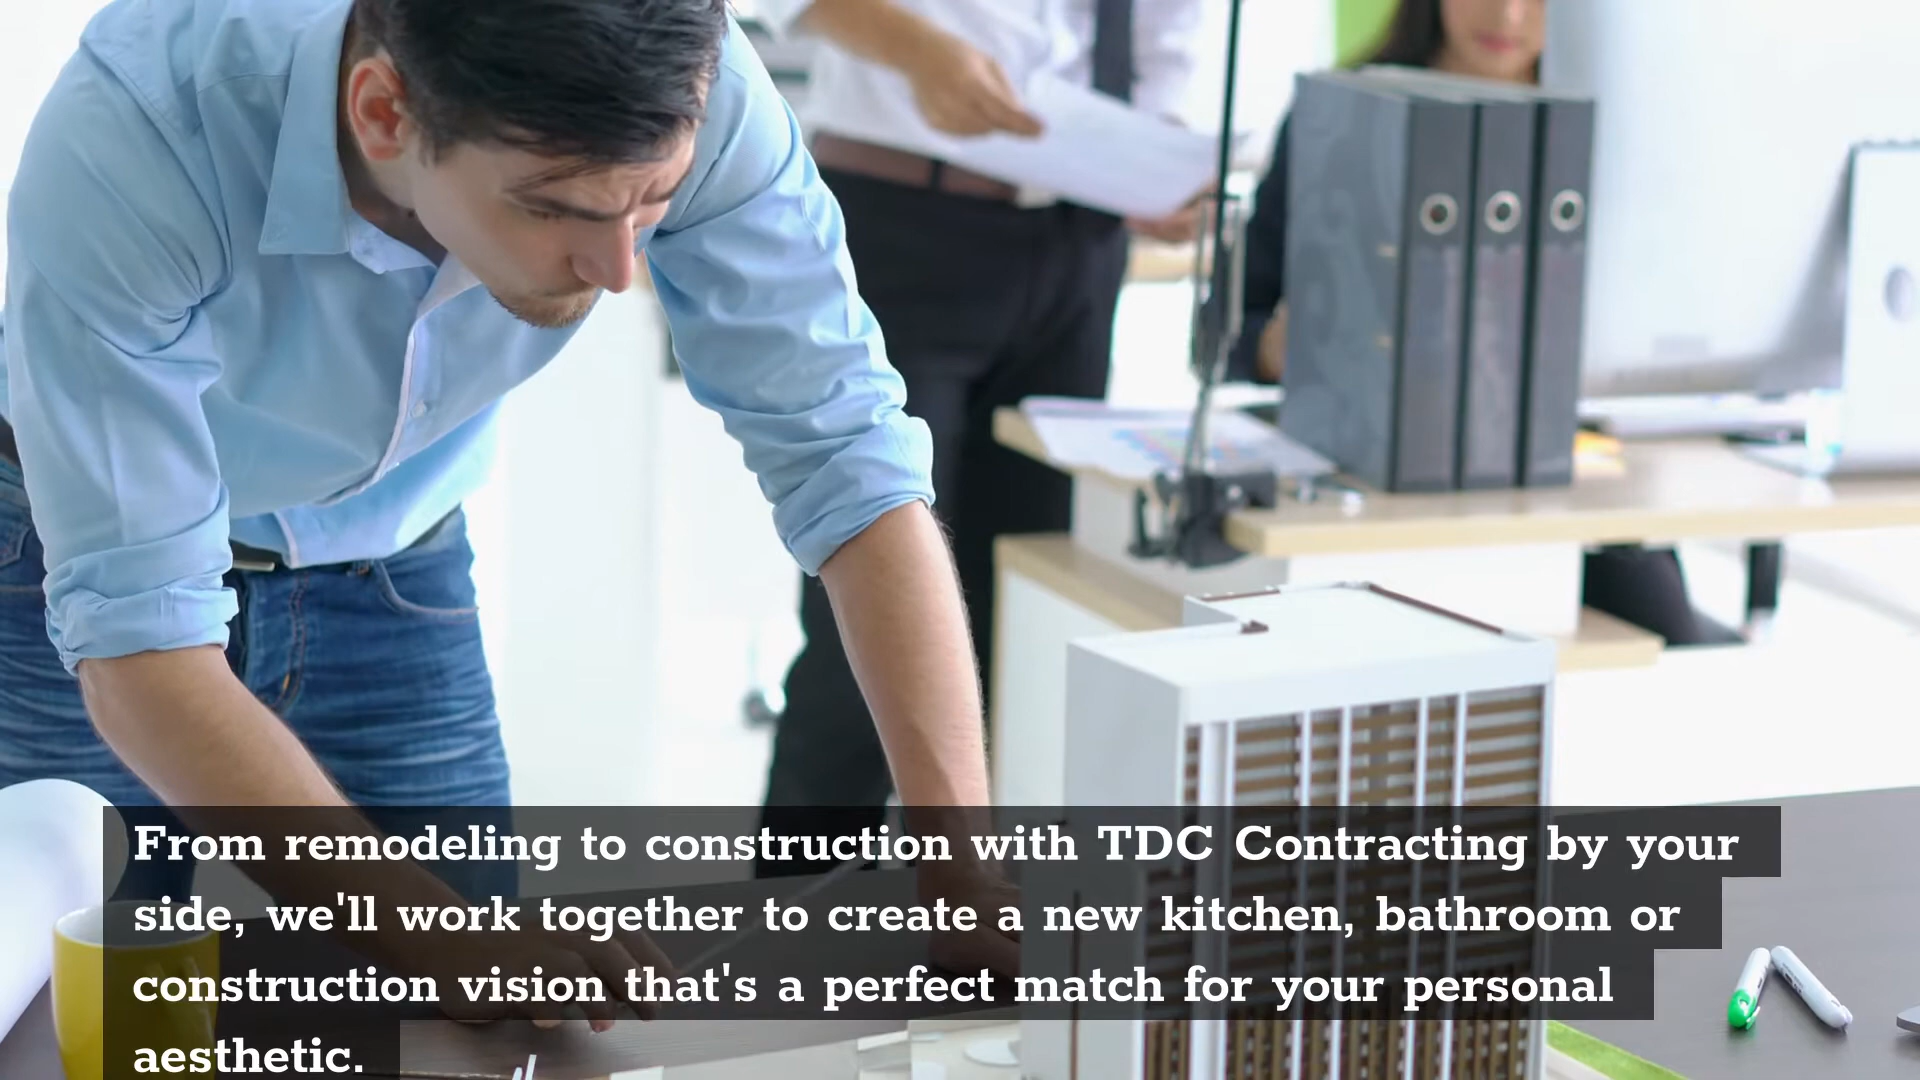 From remodeling to construction with TDC Contracting by your
side, we'll work together to create a new kitchen, bathroom or
construction vision that's a perfect match for your personal
aesthetic.